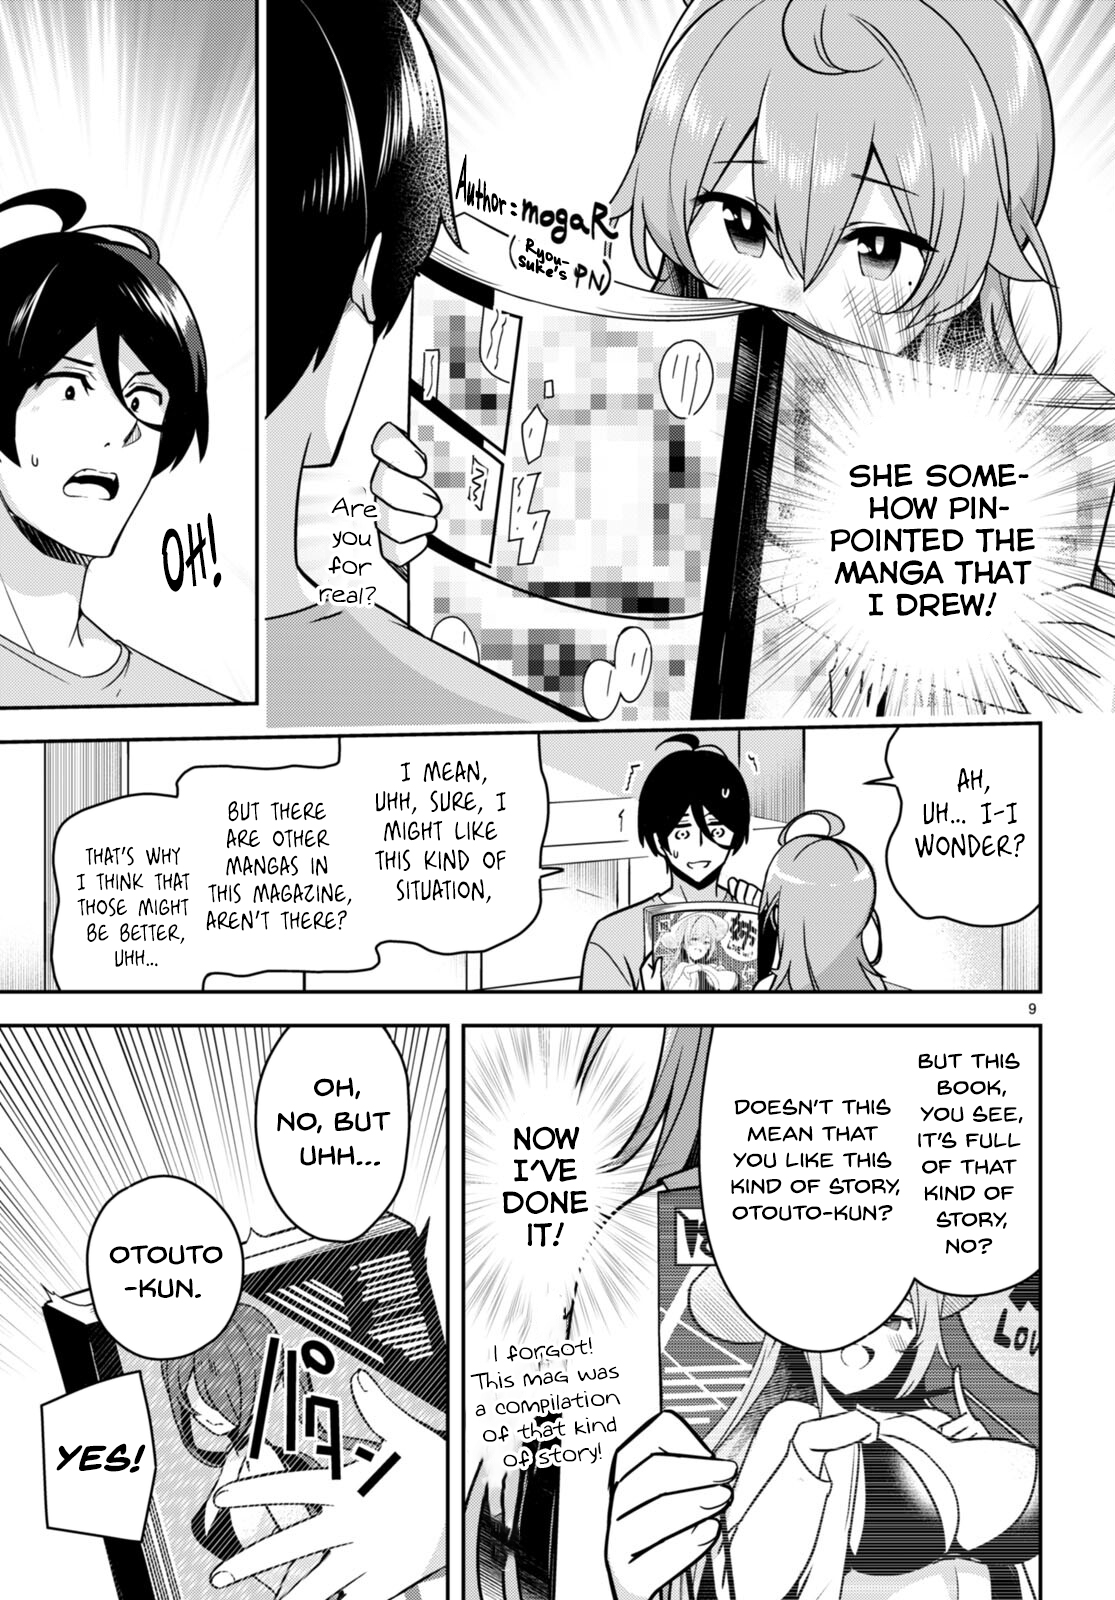 Author: mogaR
(Ryou-
suke's PN)
SHE SOME-
HOW PIN-
POINTED THE
MANGA THAT
I DREW!
Are
you
for
real?
OH!
AH,
UH... I-I
WONDER?
I MEAN,
UHH, SURE, I
MIGHT LIKE
THIS KIND OF
SITUATION,
BUT THERE
ARE OTHER
MANGAS IN
THIS MAGAZINE,
AREN'T THERE?
THAT'S WHY
I THINK THAT
THOSE MIGHT
BE BETTER,
UHH...
姉
9
BUT THIS
BOOK,
YOU SEE,
IT'S FULL
OF THAT
KIND OF
STORY,
NO?
DOESN'T THIS
MEAN THAT
YOU LIKE THIS
KIND OF STORY,
OTOUTO-KUN?
NOW
I'VE
DONE
IT!
I forgot!
This mag was
a compilation
of that kind
of story!
OH,
NO, BUT
UHH...
OTOUTO
-KUN.
パタン
YES!